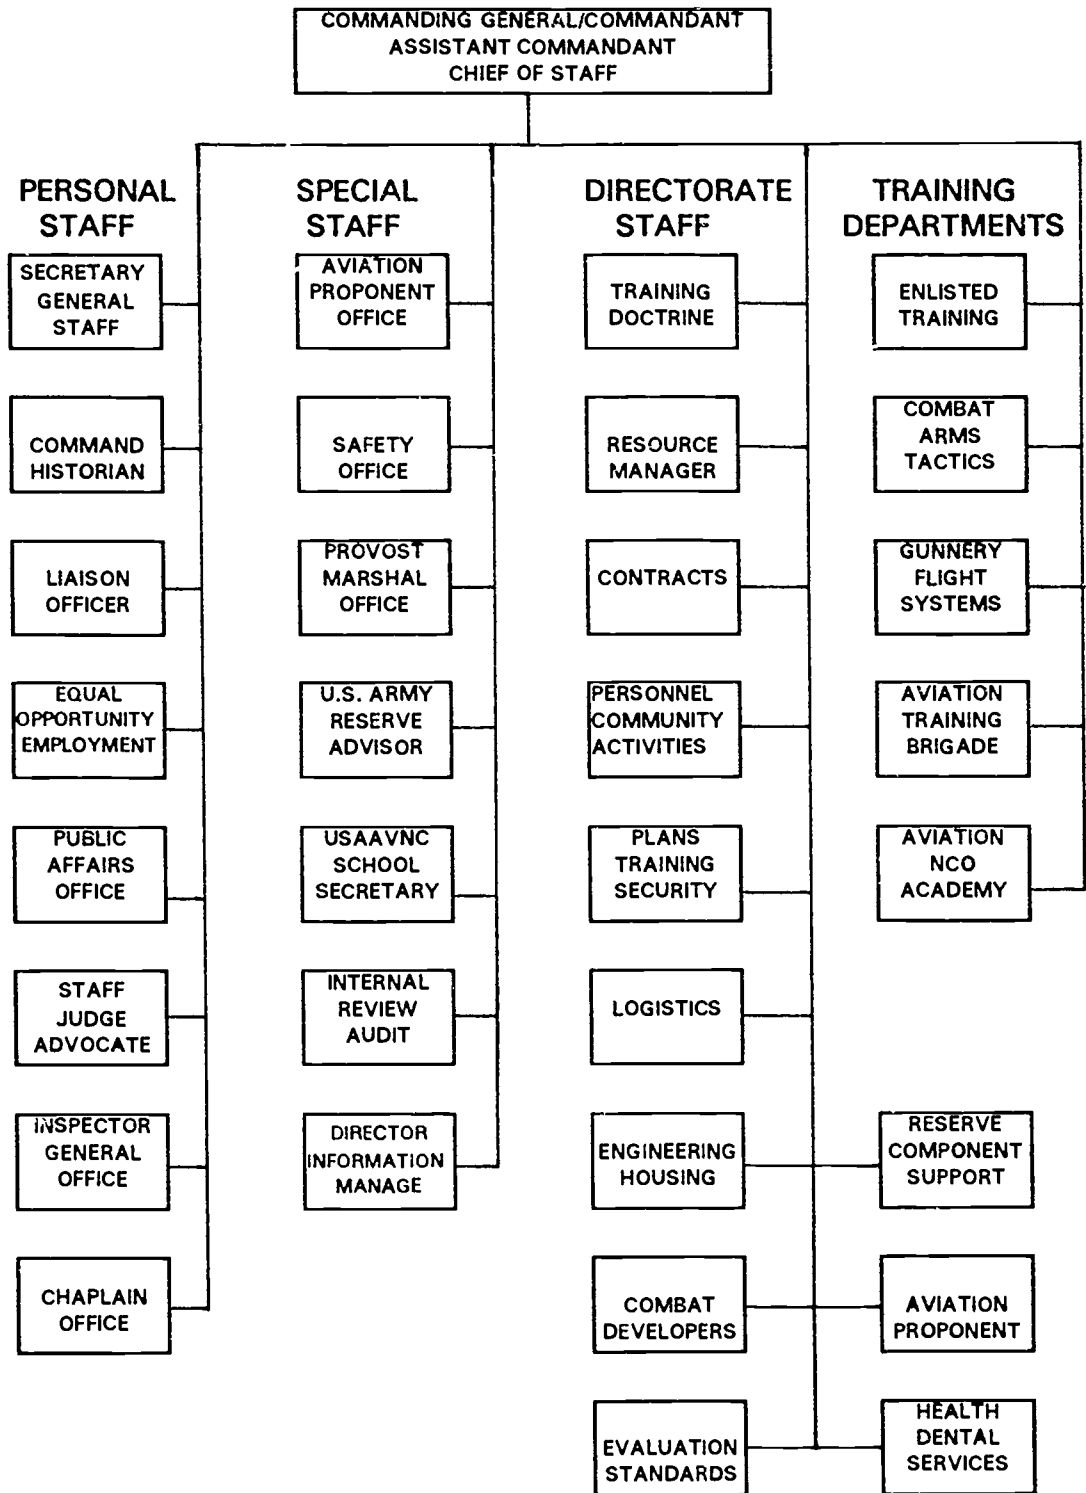 COMMANDING GENERAL/COMMANDANT
ASSISTANT COMMANDANT
CHIEF OF STAFF
PERSONAL
STAFF
SECRETARY
GENERAL
STAFF
COMMAND
HISTORIAN
LIAISON
OFFICER
EQUAL
OPPORTUNITY
EMPLOYMENT
PUBLIC
AFFAIRS
OFFICE
STAFF
JUDGE
ADVOCATE
INSPECTOR
GENERAL
OFFICE
CHAPLAIN
OFFICE
SPECIAL
STAFF
AVIATION
PROPONENT
OFFICE
SAFETY
OFFICE
PROVOST
MARSHAL
OFFICE
U.S. ARMY
RESERVE
ADVISOR
USAAVNC
SCHOOL
SECRETARY
INTERNAL
REVIEW
AUDIT
DIRECTOR
INFORMATION
MANAGE
DIRECTORATE
STAFF
TRAINING
DOCTRINE
RESOURCE
MANAGER
CONTRACTS
PERSONNEL
COMMUNITY
ACTIVITIES
PLANS
TRAINING
SECURITY
LOGISTICS
ENGINEERING
HOUSING
COMBAT
DEVELOPERS
EVALUATION
STANDARDS
TRAINING
DEPARTMENTS
ENLISTED
TRAINING
COMBAT
ARMS
TACTICS
GUNNERY
FLIGHT
SYSTEMS
AVIATION
TRAINING
BRIGADE
AVIATION
NCO
ACADEMY
RESERVE
COMPONENT
SUPPORT
AVIATION
PROPONENT
HEALTH
DENTAL
SERVICES